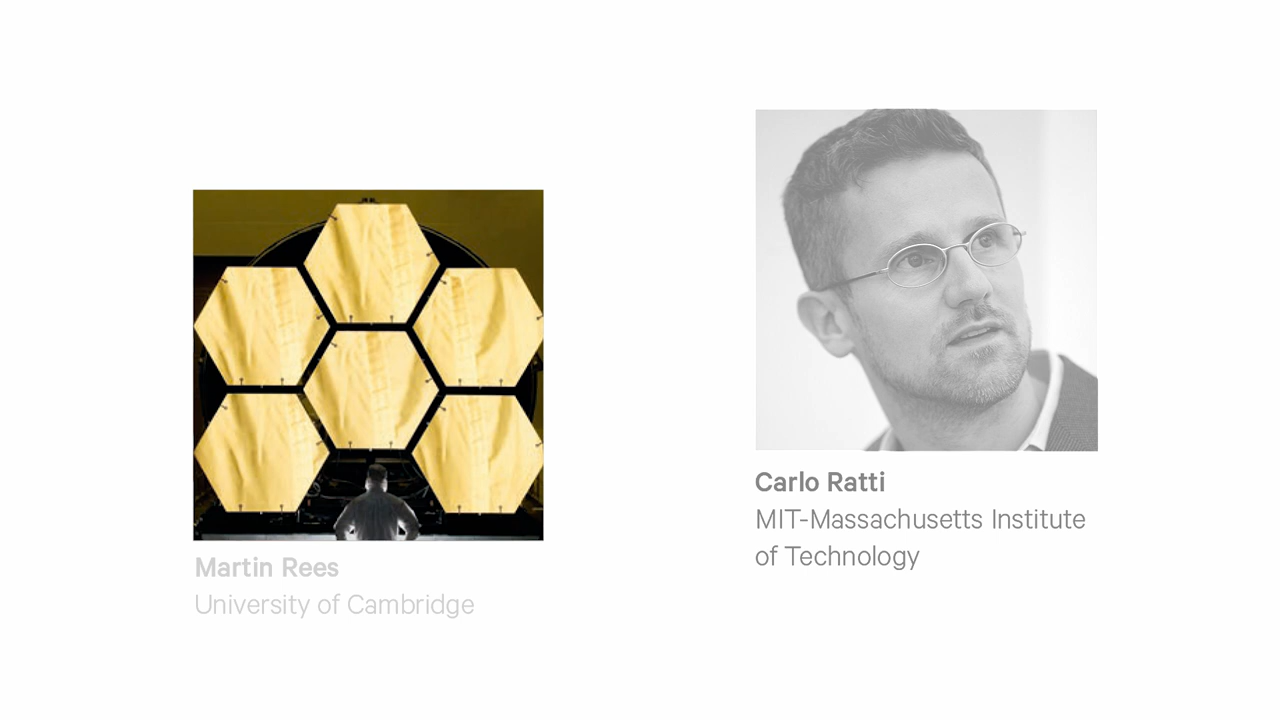 Martin Rees
University of Cambridge
Carlo Ratti
MIT-Massachusetts Institute
of Technology